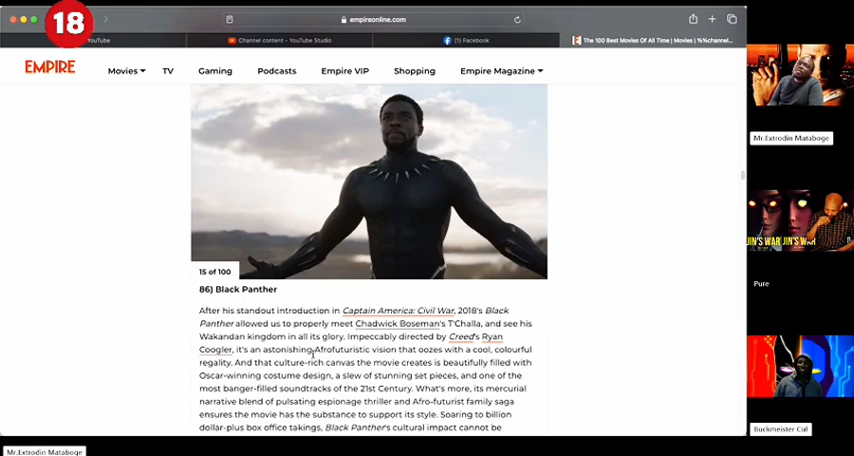 18
empireonline.com
YouTube
Channel content - YouTube Studio
(1) Facebook
The 100 Best Movies Of All Time | Movies | %%channel...
EMPIRE
Movies
TV
Gaming
Podcasts
Empire VIP
Shopping
Empire Magazine
15 of 100
86) Black Panther
After his standout introduction in Captain America: Civil War, 2018's Black
Panther allowed us to properly meet Chadwick Boseman's T'Challa, and see his
Wakandan kingdom in all its glory. Impeccably directed by Creed's Ryan
Coogler, it's an astonishing Afrofuturistic vision that oozes with a cool, colourful
regality. And that culture-rich canvas the movie creates is beautifully filled with
Oscar-winning costume design, a slew of stunning set pieces, and one of the
most banger-filled soundtracks of the 21st Century. What's more, its mercurial
narrative blend of pulsating espionage thriller and Afro-futurist family saga
ensures the movie has the substance to support its style. Soaring to billion
dollar-plus box office takings, Black Panther's cultural impact cannot be
Mr.Extrodin Mataboge
JIN'S WAR JIN'S WAR
Pure
Buckmeister Cul
Mr.Extrodin Mataboge